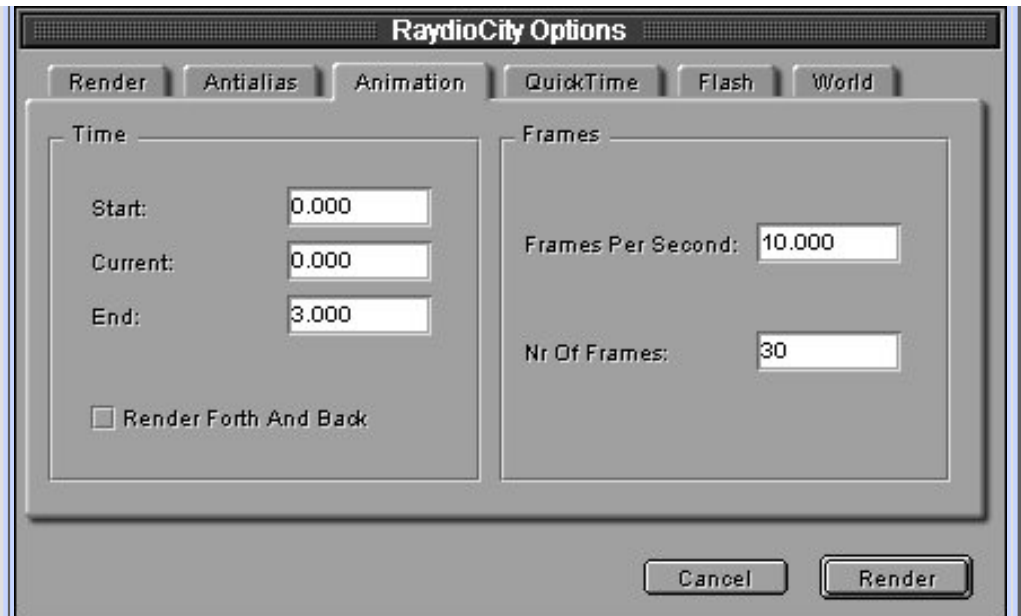 RaydioCity Options
Render Antialias Animation QuickTime Flash World
Time
Start: 0.000
Current: 0.000
End: 3.000
Render Forth And Back
Frames
Frames Per Second: 10.000
Nr Of Frames: 30
Cancel Render